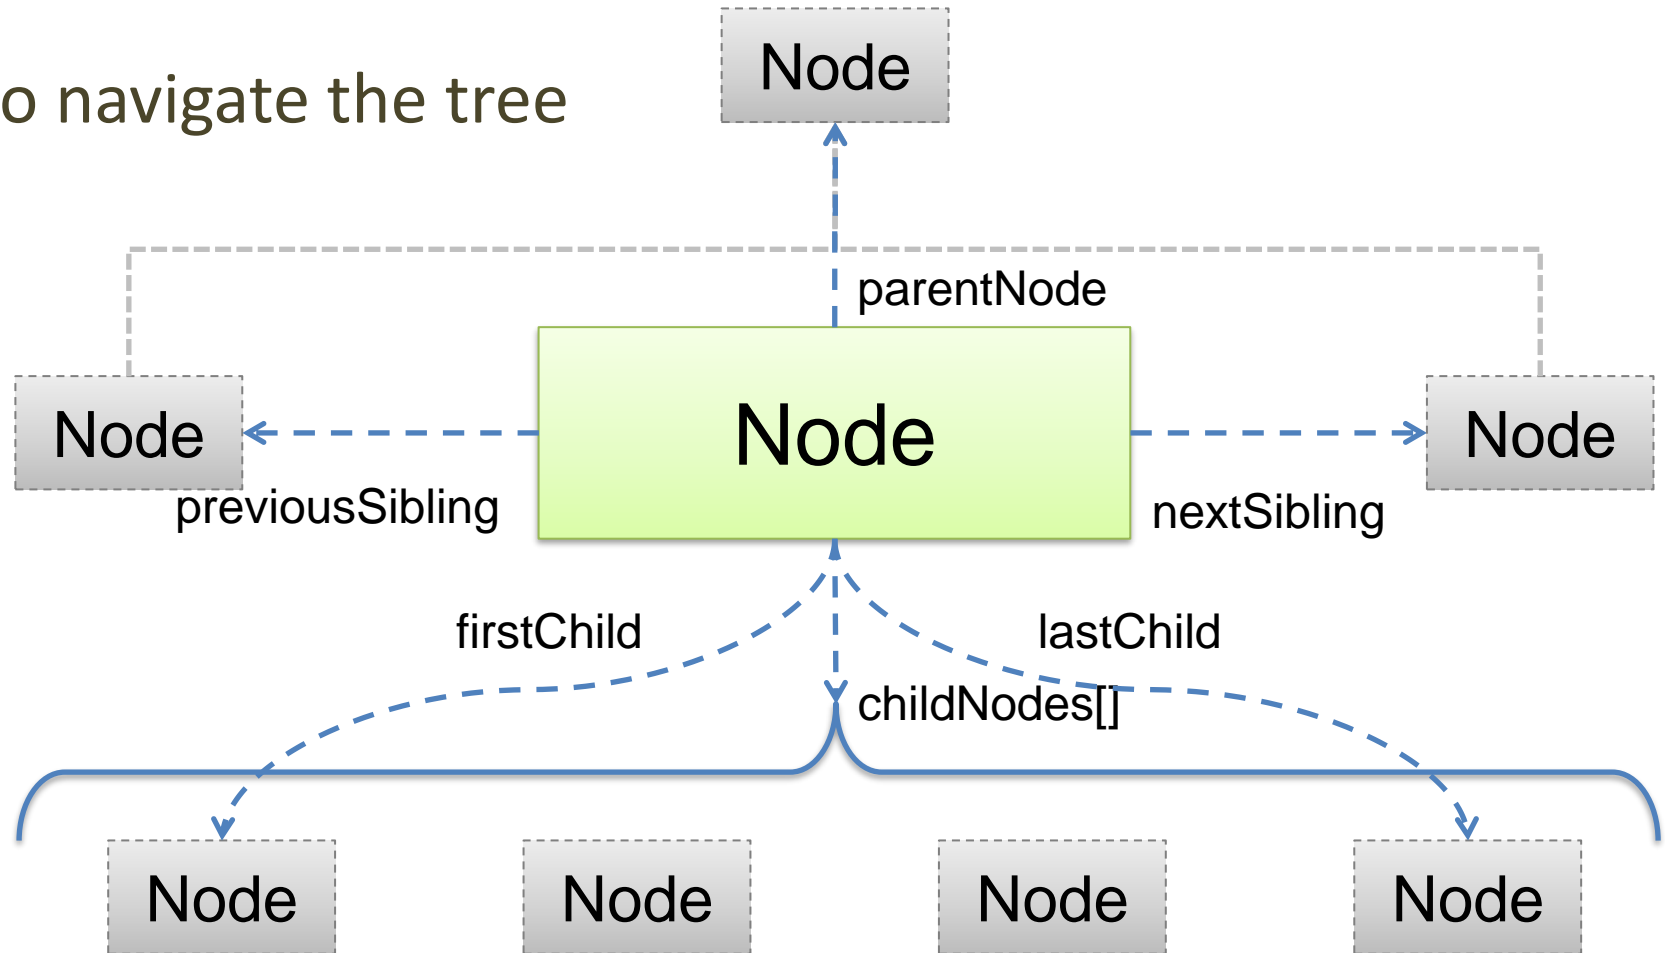 Node
o navigate the tree
parentNode
Node
Node
Node
previousSibling
nextSibling
firstChild
lastChild
childNodes[]
Node
Node
Node
Node